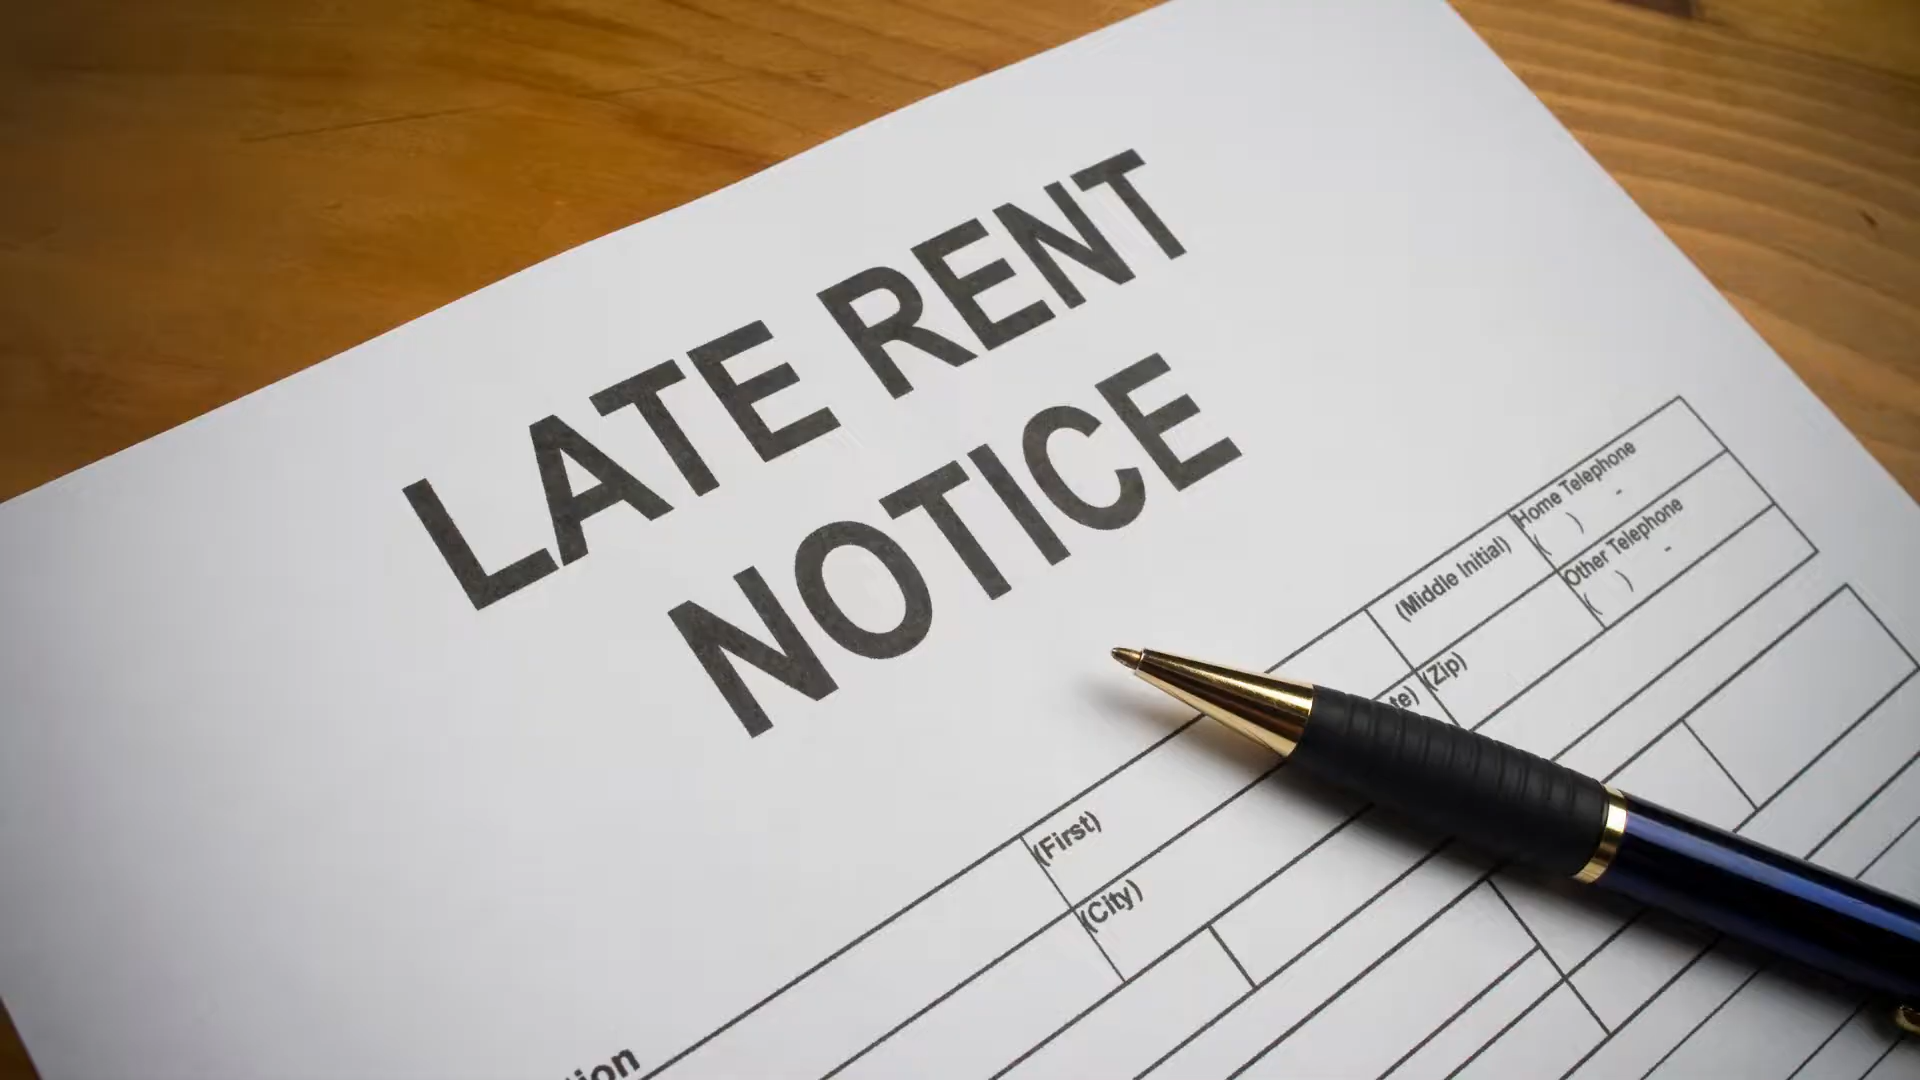 LATE RENT
NOTICE
(First)
(Middle Initial)
Home Telephone
( ) -
(City)
(Zip)
Other Telephone
( ) -